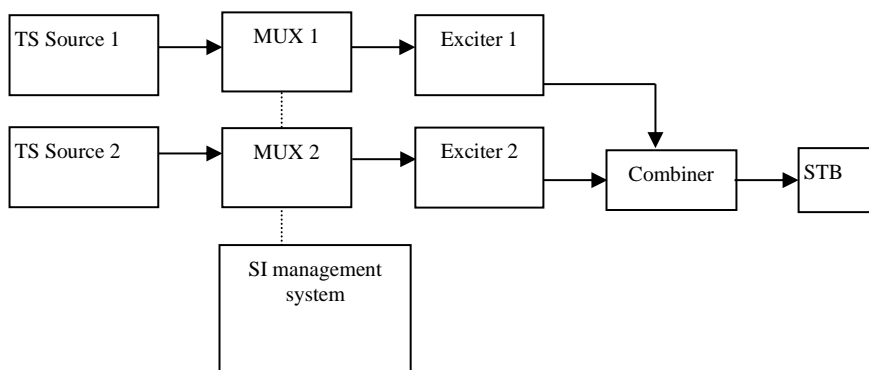 TS Source 1
MUX 1
Exciter 1
TS Source 2
MUX 2
Exciter 2
Combiner
STB
SI management
system